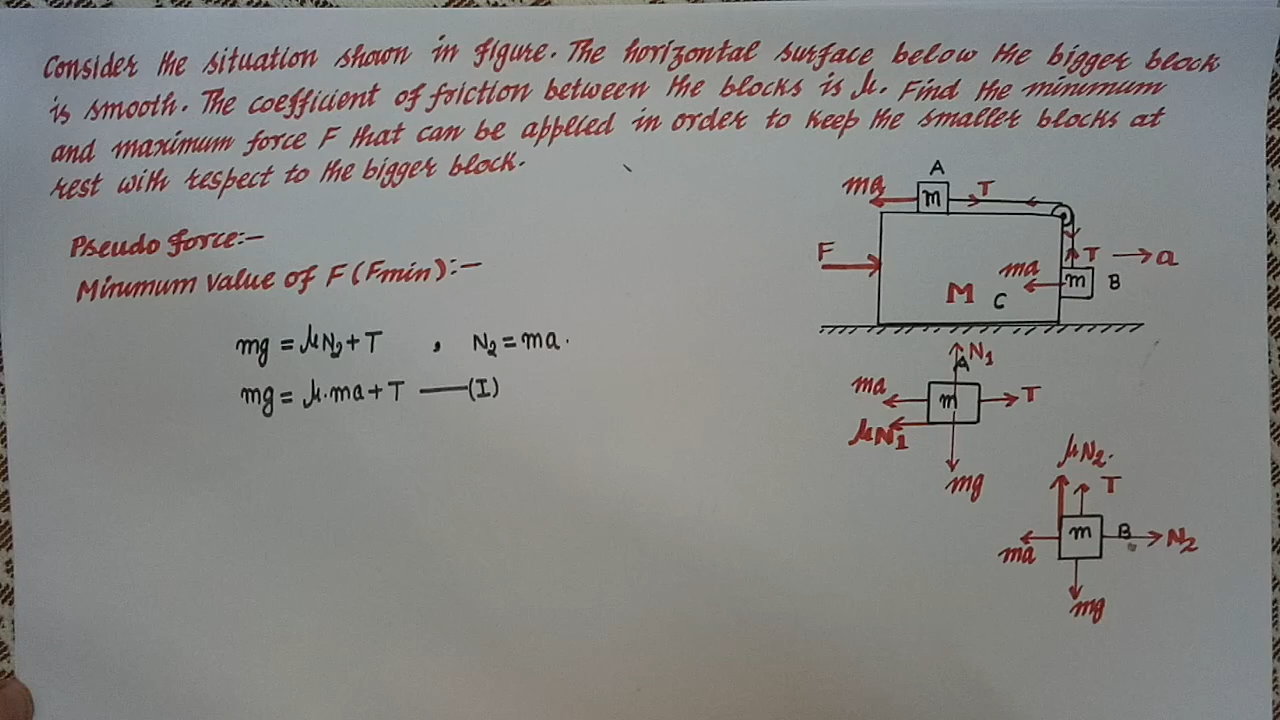 Consider the situation shown in figure. The horizontal surface below the bigger block
is smooth. The coefficient of friction between the blocks is μ. Find the minimum
and maximum force F that can be applied in order to keep the smaller blocks at
rest with respect to the bigger block.
Pseudo force:-
Minimum Value of F (Fmin):-
mg = μN₂+T , N₂ = ma.
mg = μ.ma+T —(I)
A
ma m T
F
T → a
ma m B
M C
N₁
A
ma m T
μN₁
mg
μN₂.
T
m B N₂
ma
mg